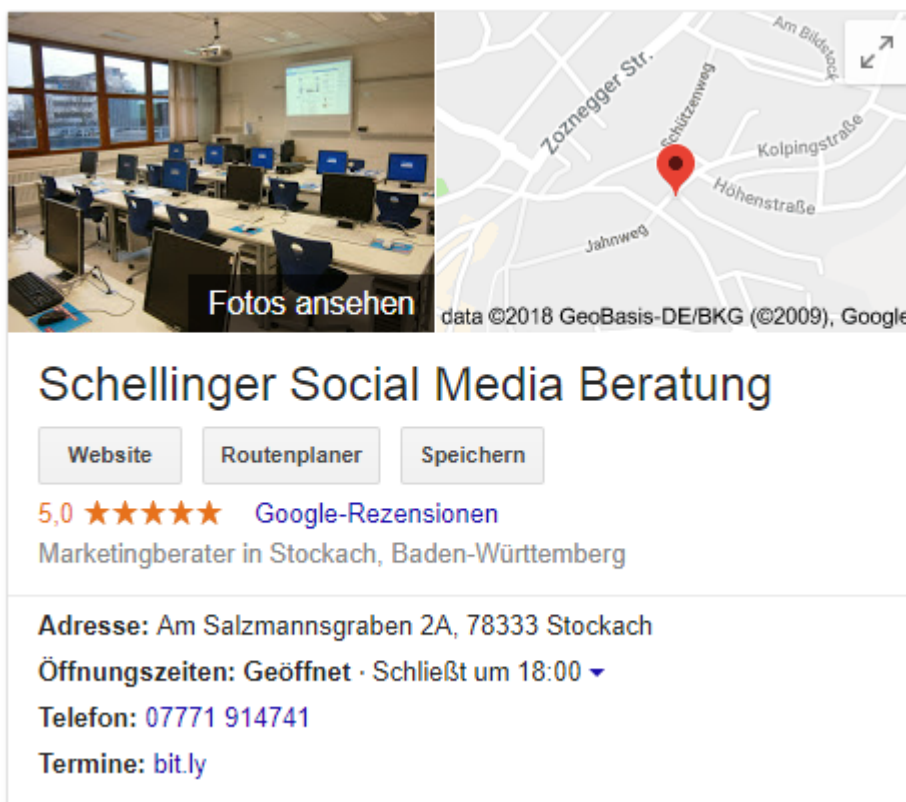 Am Bildstock
Zoznegger Str.
Schützenweg
Kolpingstraße
Höhenstraße
Jahnweg
Fotos ansehen
data ©2018 GeoBasis-DE/BKG (©2009), Google
Schellinger Social Media Beratung
Website Routenplaner Speichern
5,0 Google-Rezensionen
Marketingberater in Stockach, Baden-Württemberg
Adresse: Am Salzmannsgraben 2A, 78333 Stockach
Öffnungszeiten: Geöffnet · Schließt um 18:00
Telefon: 07771 914741
Termine: bit.ly